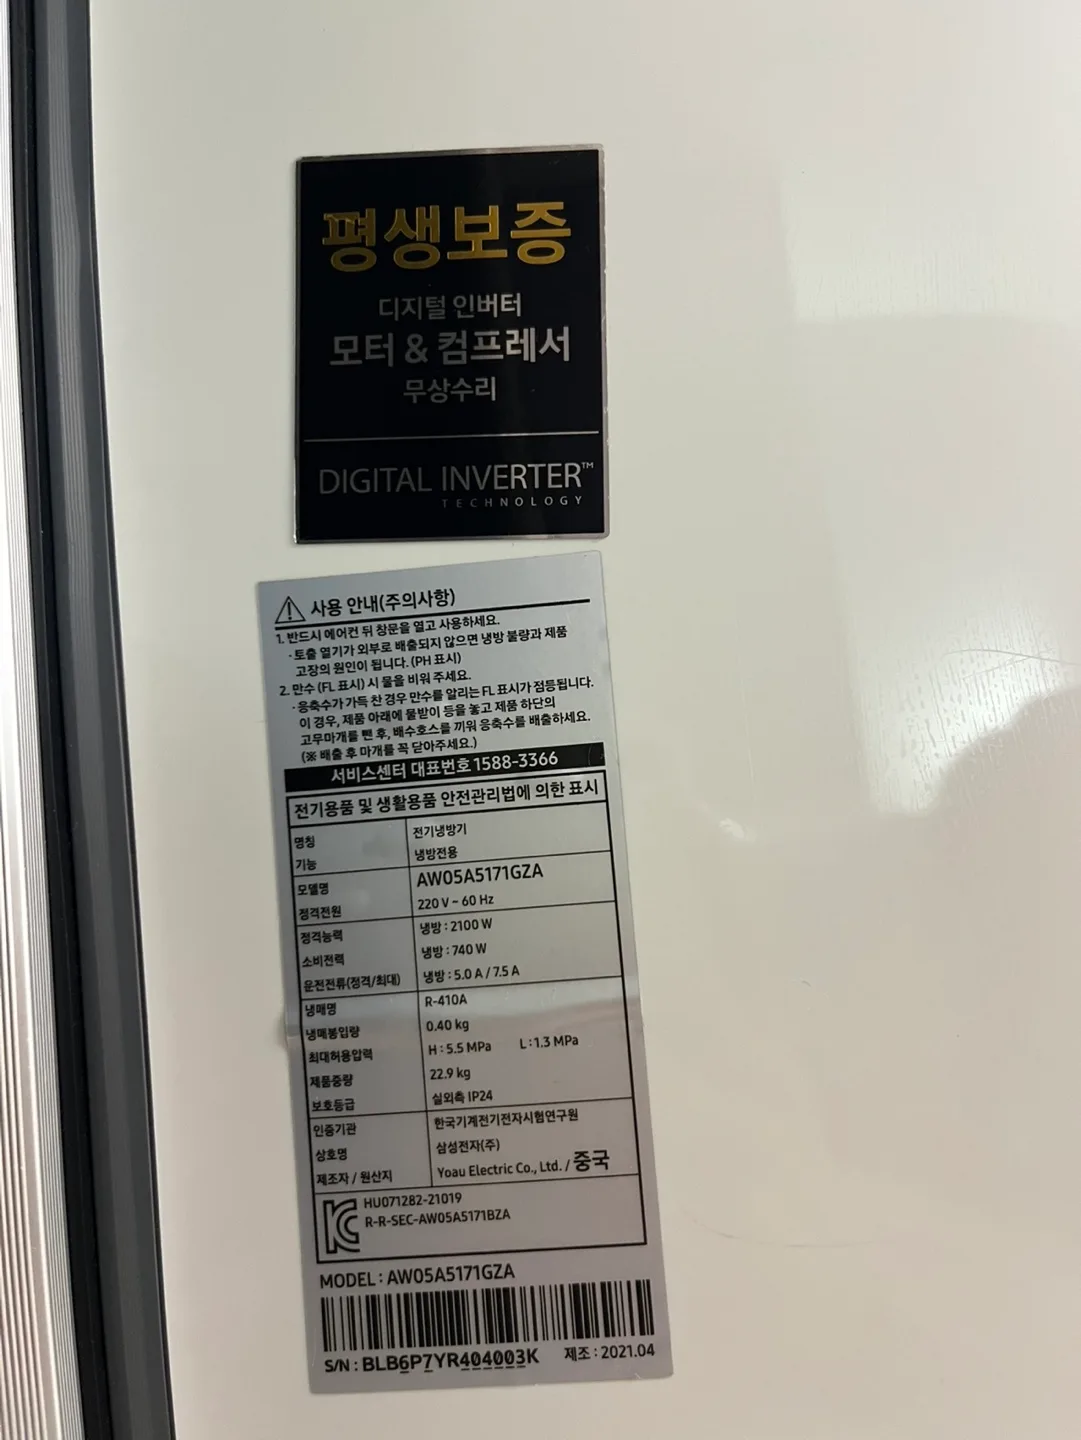 평생보증
디지털 인버터
모터 & 컴프레서
무상수리
DIGITAL INVERTER™
TECHNOLOGY
사용 안내(주의사항)
1. 반드시 에어컨 뒤 창문을 열고 사용하세요.
· 토출 열기가 외부로 배출되지 않으면 냉방 불량과 제품
고장의 원인이 됩니다. (PH 표시)
2. 만수 (FL 표시) 시 물을 비워 주세요.
· 응축수가 가득 찬 경우 만수를 알리는 FL 표시가 점등됩니다.
이 경우, 제품 아래에 물받이 등을 놓고 제품 하단의
고무마개를 뺀 후, 배수호스를 끼워 응축수를 배출하세요.
(※ 배출 후 마개를 꼭 닫아주세요.)
서비스센터 대표번호 1588-3366
전기용품 및 생활용품 안전관리법에 의한 표시
명칭 전기냉방기
기능 냉방전용
모델명 AW05A5171GZA
정격전원 220 V ~ 60 Hz
정격능력 냉방 : 2100 W
소비전력 냉방 : 740 W
운전전류(정격/최대) 냉방 : 5.0 A / 7.5 A
냉매명 R-410A
냉매봉입량 0.40 kg
최대허용압력 H : 5.5 MPa L : 1.3 MPa
제품중량 22.9 kg
보호등급 실외측 IP24
인증기관 한국기계전기전자시험연구원
상호명 삼성전자(주)
제조자 / 원산지 Yoau Electric Co., Ltd. / 중국
HU071282-21019
R-R-SEC-AW05A5171BZA
MODEL : AW05A5171GZA
S/N : BLB6P7YR404003K 제조 : 2021.04